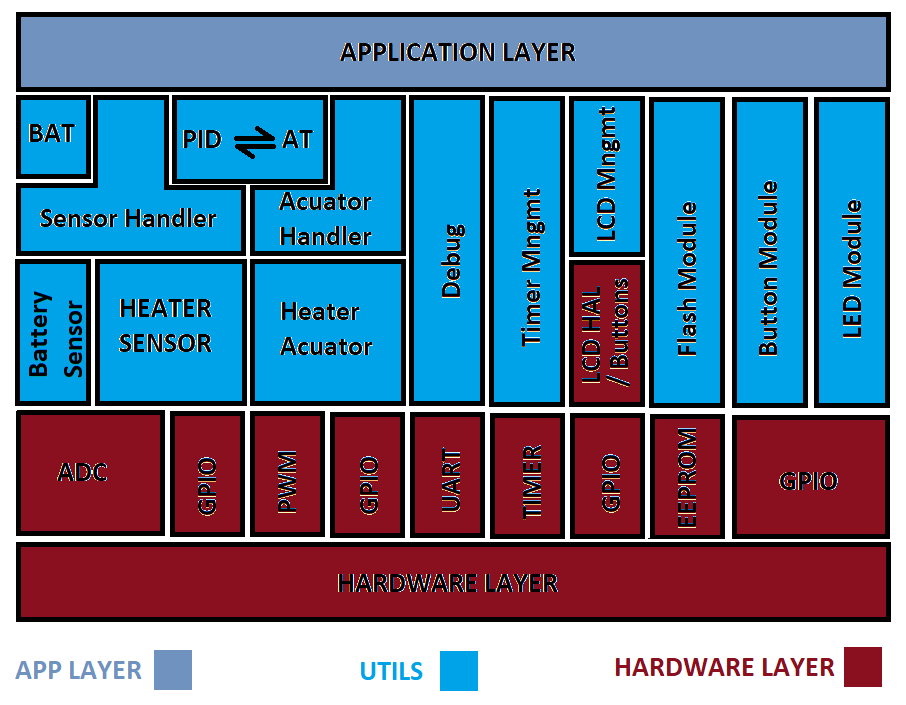 APPLICATION LAYER
BAT
PID
AT
Sensor Handler
Acuator
Handler
Battery
Sensor
HEATER
SENSOR
Heater
Acuator
Debug
Timer Mngmt
LCD Mngmt
LCD HAL
/ Buttons
Flash Module
Button Module
LED Module
ADC
GPIO
PWM
GPIO
UART
TIMER
GPIO
EEPROM
GPIO
HARDWARE LAYER
APP LAYER
UTILS
HARDWARE LAYER